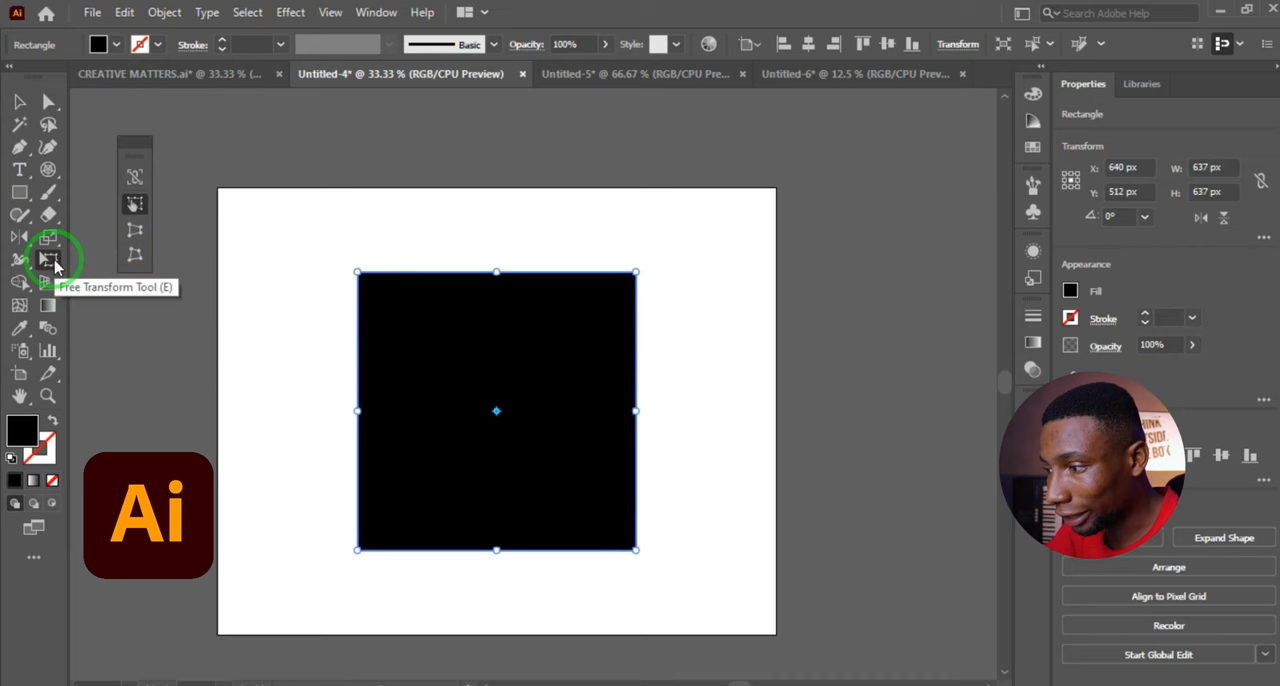 Ai File Edit Object Type Select Effect View Window Help Search Adobe Help
Rectangle Stroke: Basic Opacity: 100% Style: Transform
CREATIVE MATTERS.ai* @ 33.33 % (... Untitled-4* @ 33.33 % (RGB/CPU Preview) Untitled-5* @ 66.67 % (RGB/CPU Pre... Untitled-6* @ 12.5 % (RGB/CPU Prev...
Properties Libraries
Rectangle
Transform
X: 640 px W: 637 px
Y: 512 px H: 637 px
0°
Free Transform Tool (E)
Appearance
Fill
Stroke
Opacity 100%
Ai
Expand Shape
Arrange
Align to Pixel Grid
Recolor
Start Global Edit